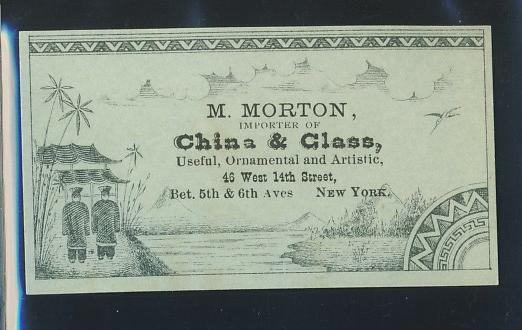 M. MORTON,
IMPORTER OF
China & Glass,
Useful, Ornamental and Artistic,
46 West 14th Street,
Bet. 5th & 6th Aves New York.